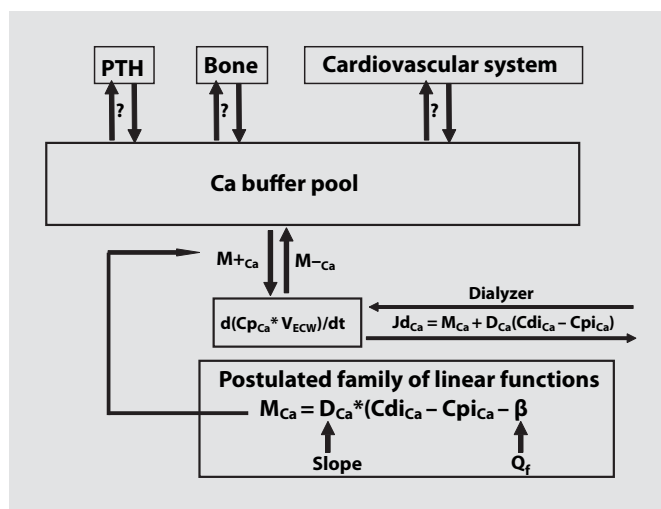 PTH Bone Cardiovascular system
? ? ?
Ca buffer pool
M+Ca M–Ca
Dialyzer
d(CpCa* VECW)/dt JdCa = MCa + DCa(CdiCa – CpiCa)
Postulated family of linear functions
MCa = DCa*(CdiCa – CpiCa – β
Slope Qf